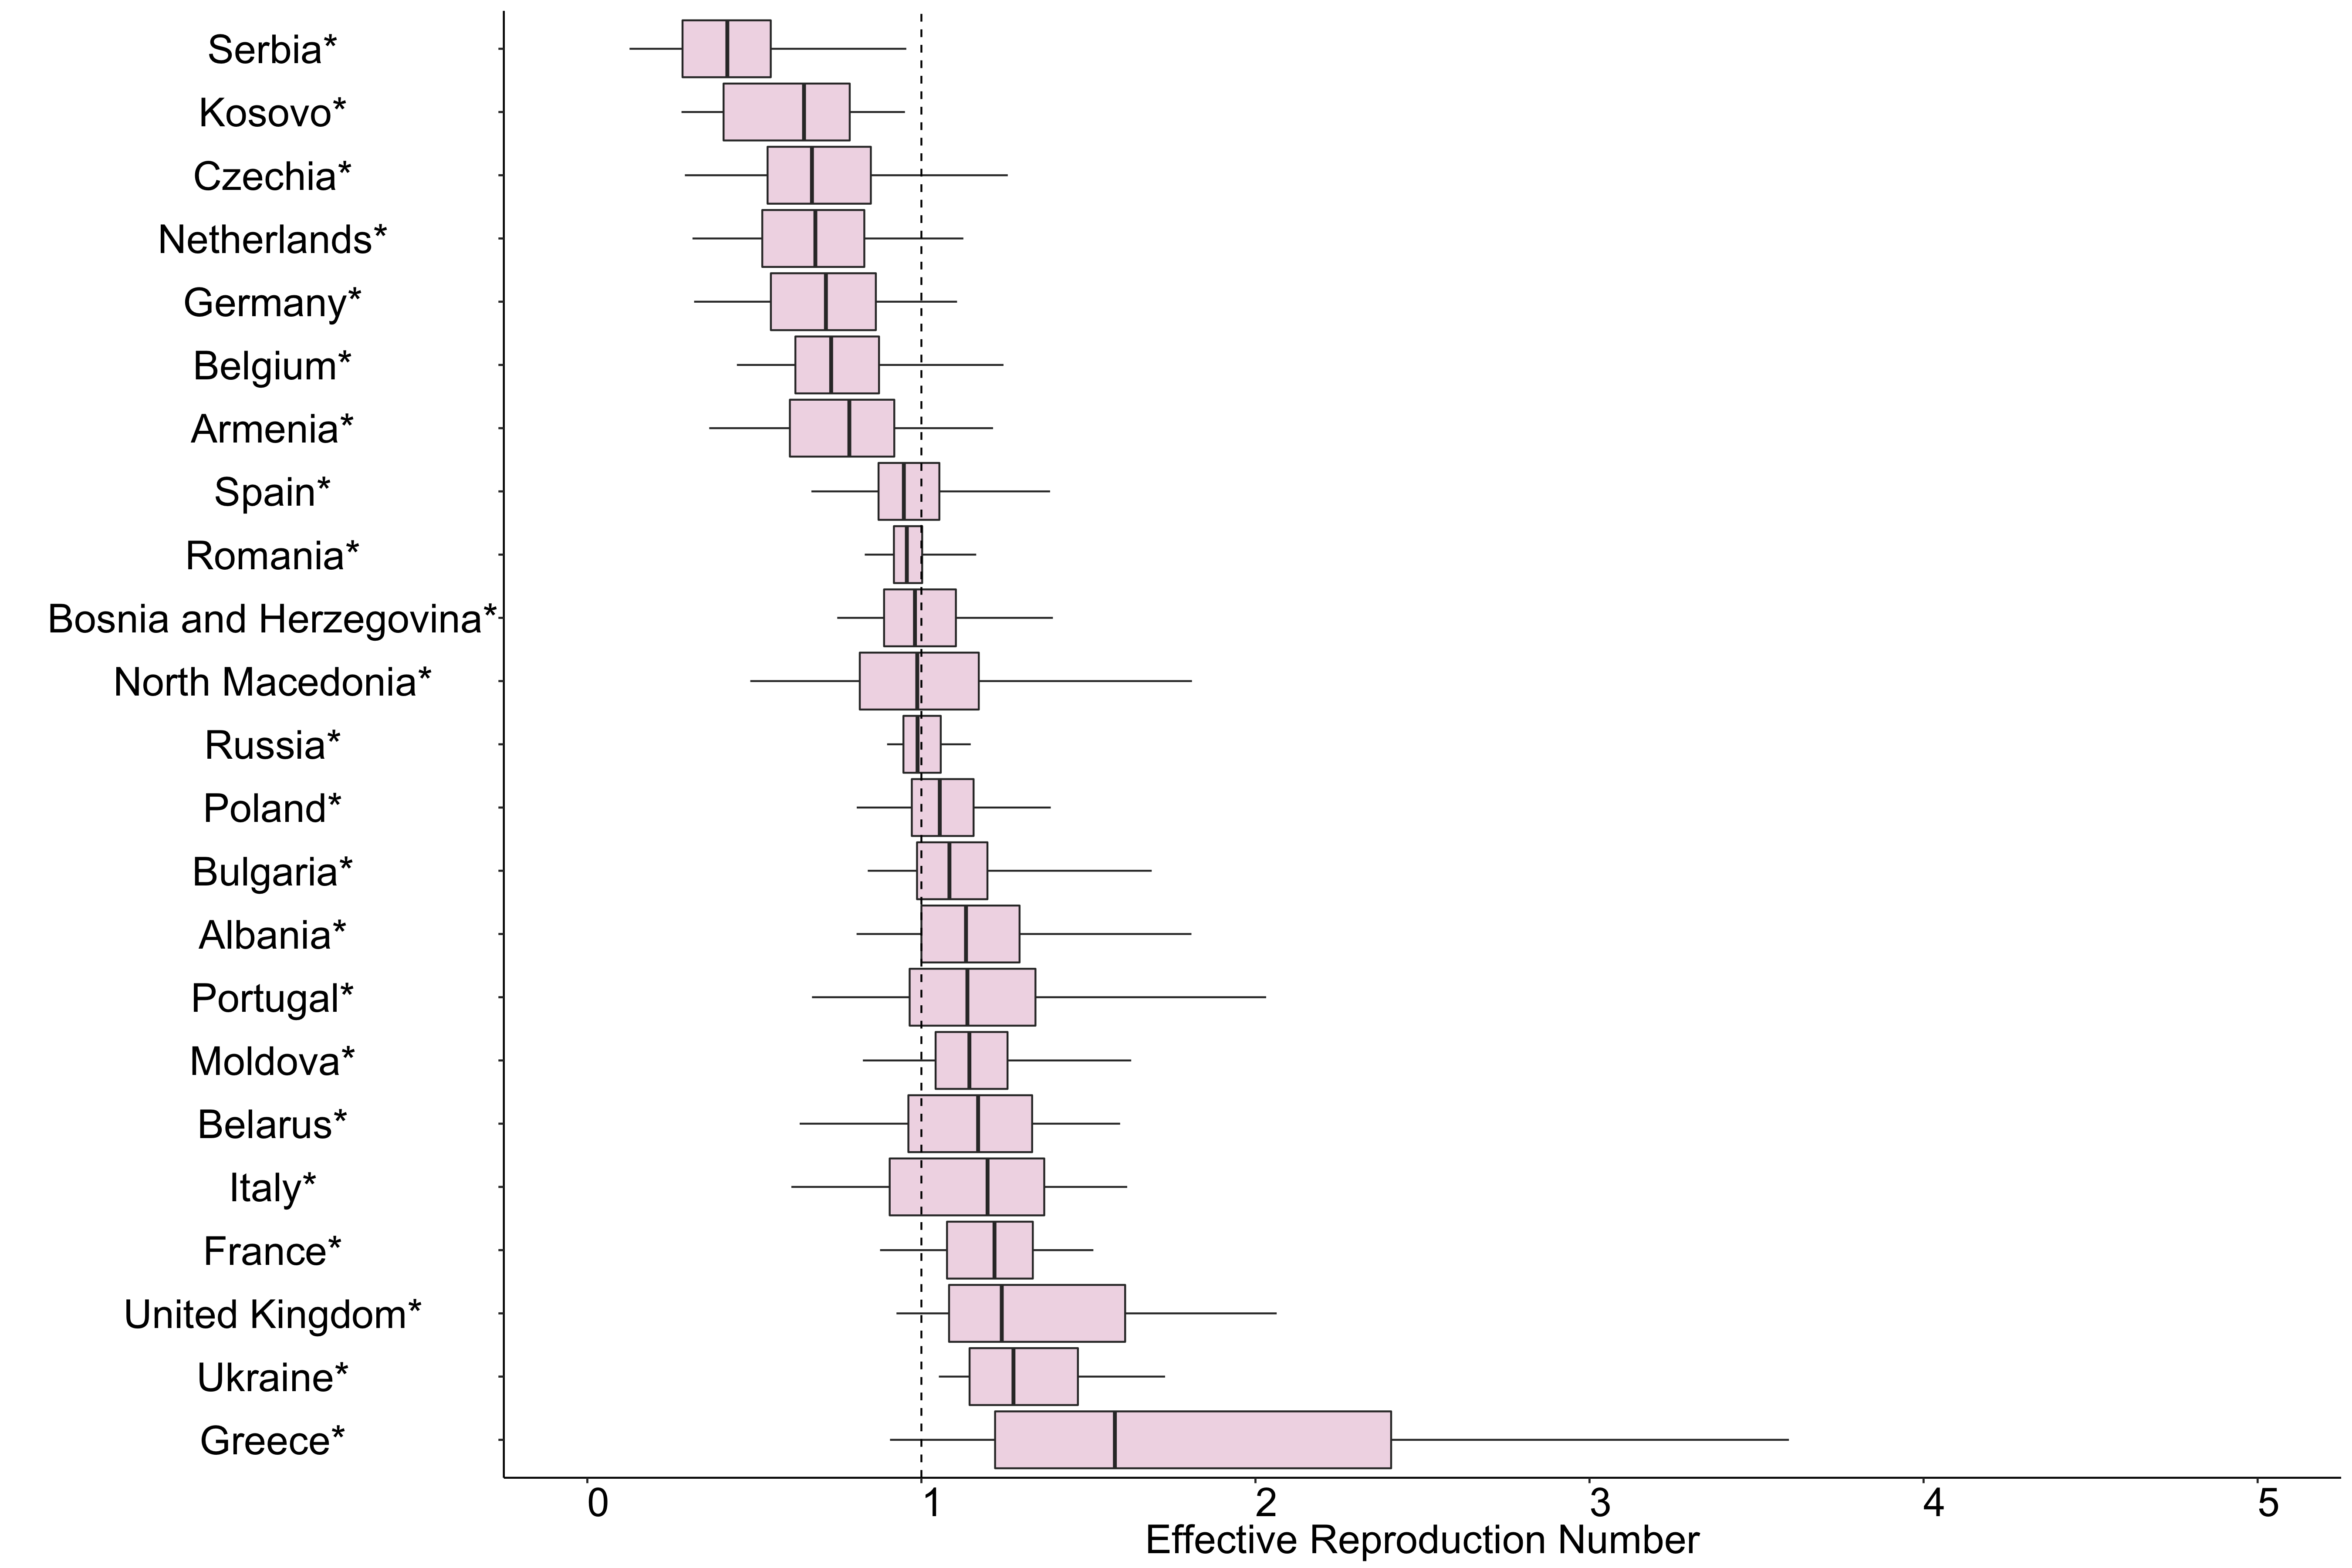 Serbia*
Kosovo*
Czechia*
Netherlands*
Germany*
Belgium*
Armenia*
Spain*
Romania*
Bosnia and Herzegovina*
North Macedonia*
Russia*
Poland*
Bulgaria*
Albania*
Portugal*
Moldova*
Belarus*
Italy*
France*
United Kingdom*
Ukraine*
Greece*
0 1 2 3 4 5
Effective Reproduction Number